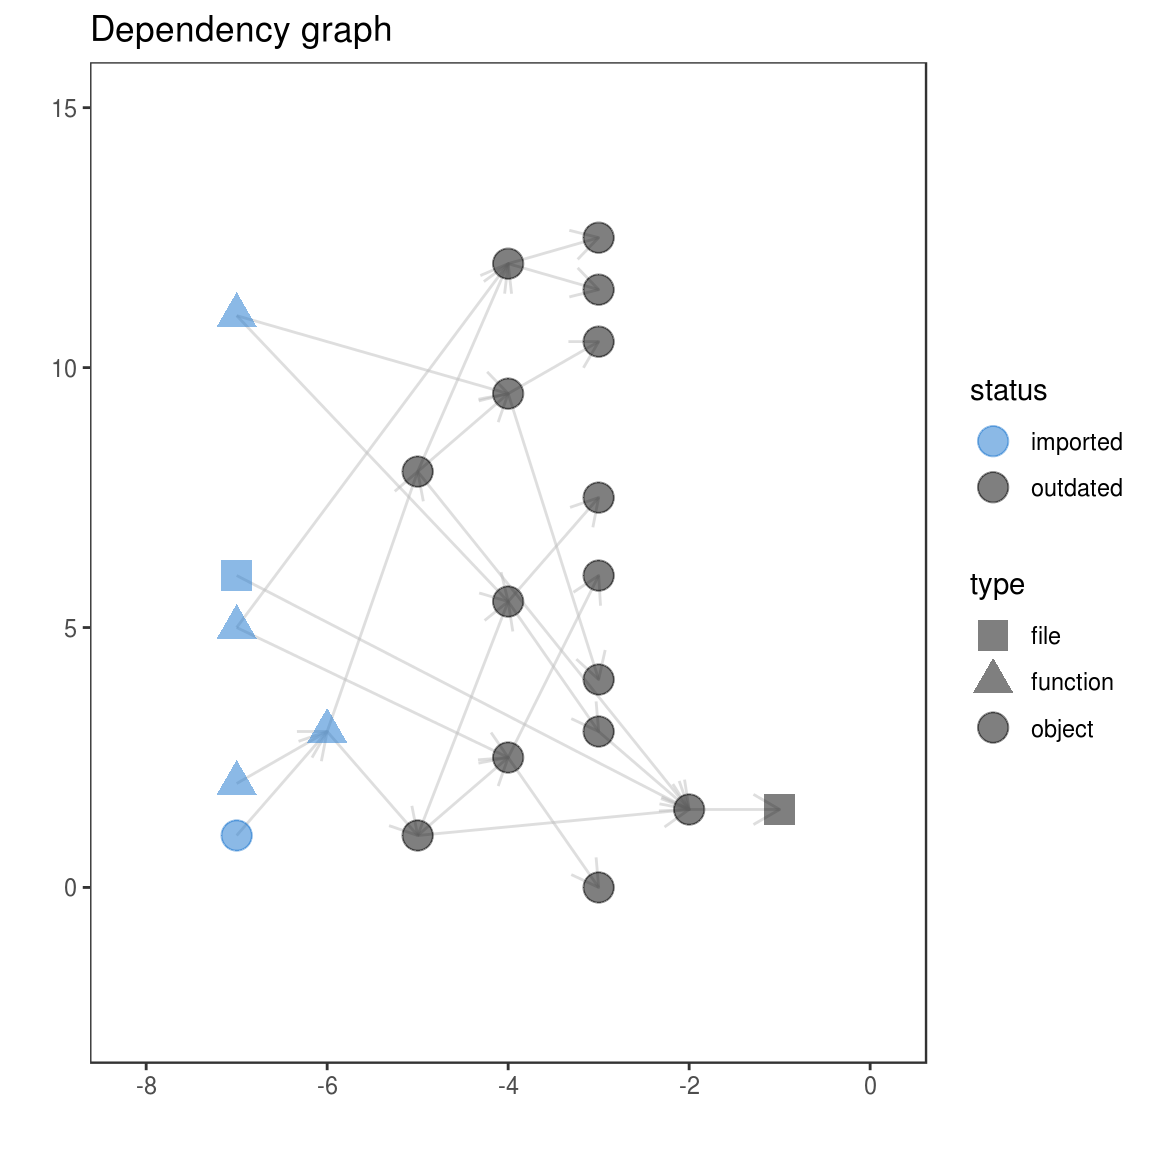 Dependency graph
15
10
5
0
-8
-6
-4
-2
0
status
imported
outdated
type
file
function
object